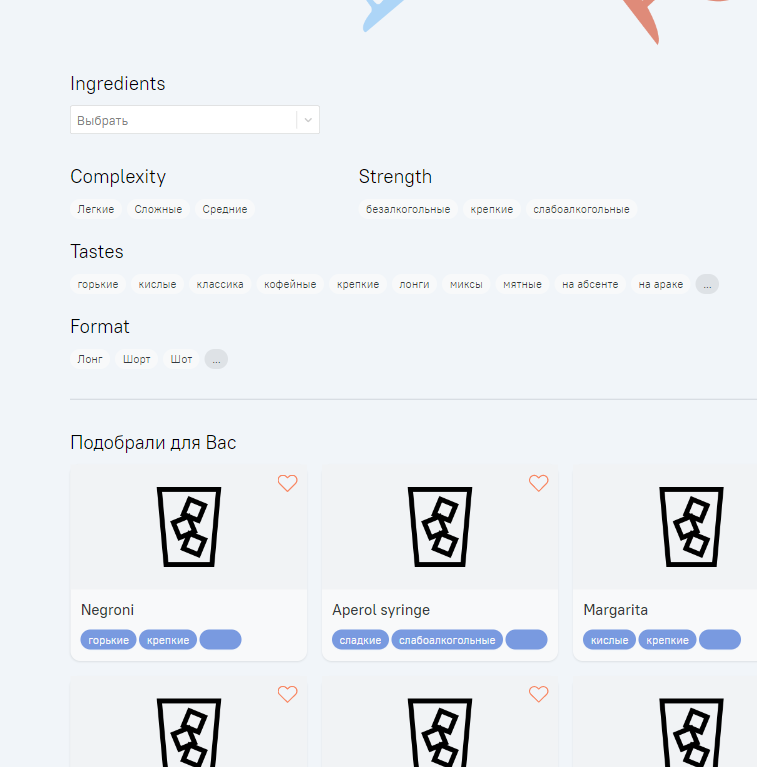 Ingredients
Выбрать
Complexity Strength
Легкие Сложные Средние безалкогольные крепкие слабоалкогольные
Tastes
горькие кислые классика кофейные крепкие лонги миксы мятные на абсенте на араке ...
Format
Лонг Шорт Шот ...
Подобрали для Вас
Negroni Aperol syringe Margarita
горькие крепкие сладкие слабоалкогольные кислые крепкие